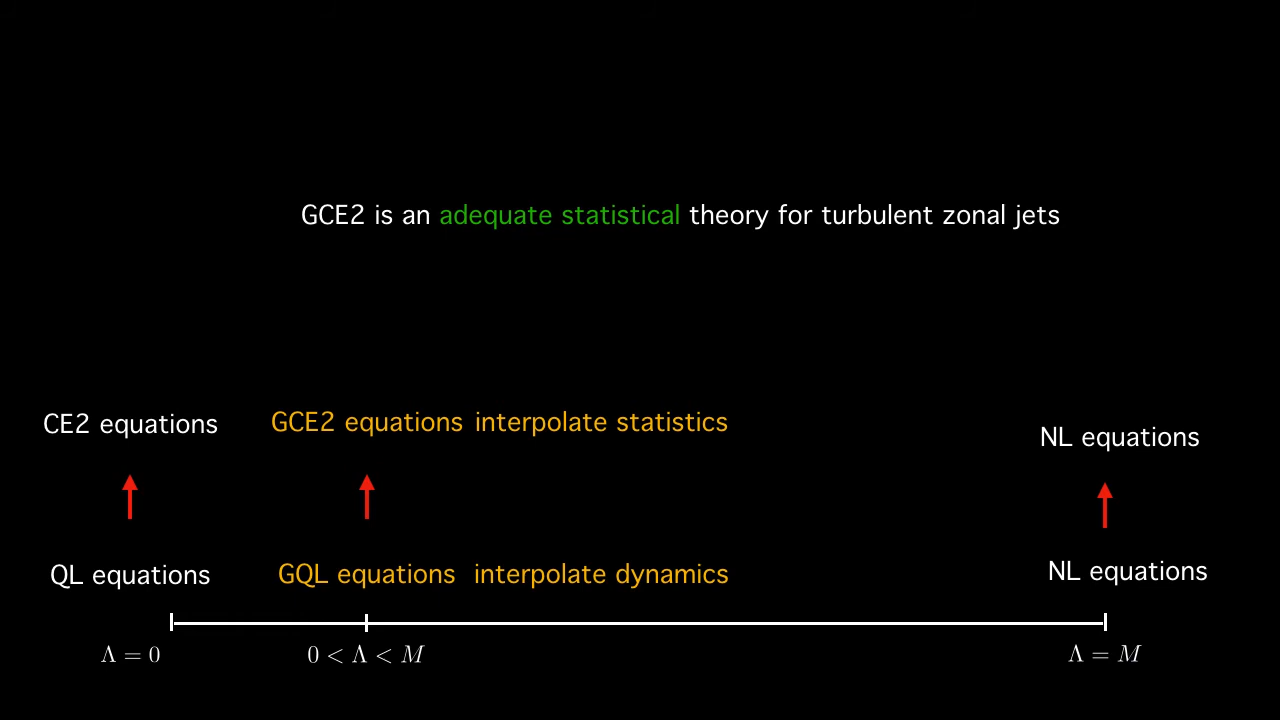 GCE2 is an adequate statistical theory for turbulent zonal jets
CE2 equations
GCE2 equations interpolate statistics
NL equations
QL equations
GQL equations interpolate dynamics
NL equations
Λ = 0
0 < Λ < M
Λ = M